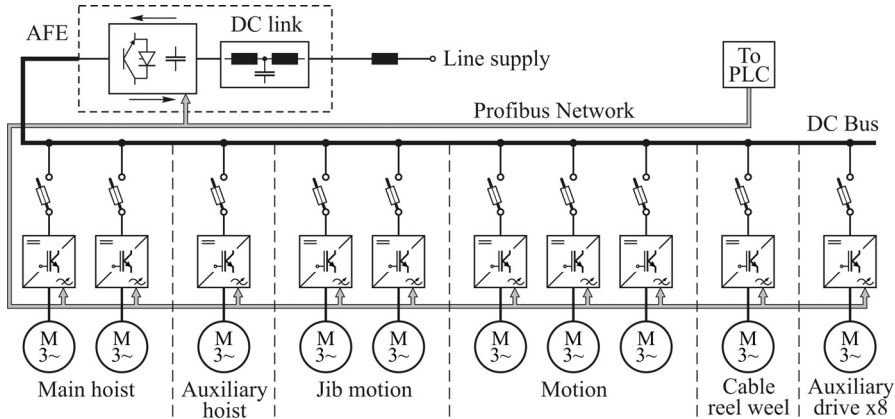 AFE
DC link
Line supply
To
PLC
Profibus Network
DC Bus
M
3~
M
3~
M
3~
M
3~
M
3~
M
3~
M
3~
M
3~
M
3~
M
3~
Main hoist
Auxiliary
hoist
Jib motion
Motion
Cable
reel weel
Auxiliary
drive x8